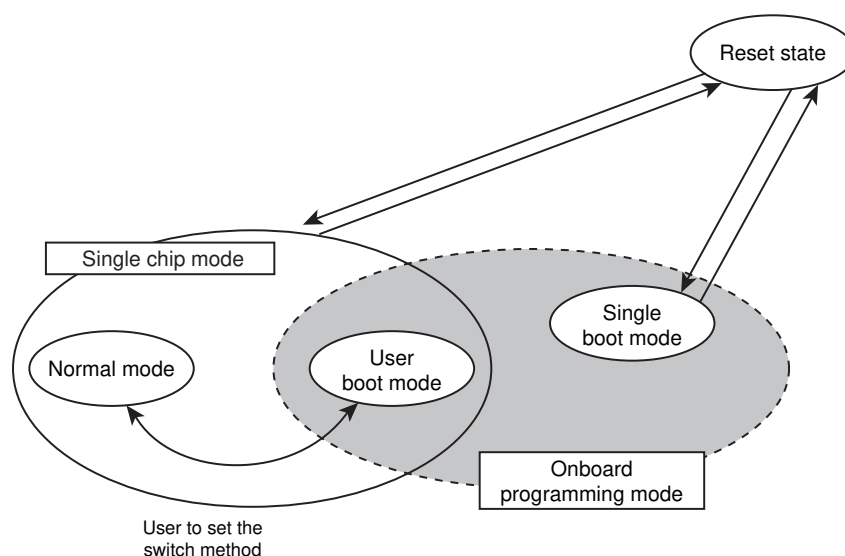 Reset state
Single chip mode
Single
boot mode
Normal mode
User
boot mode
Onboard
programming mode
User to set the
switch method